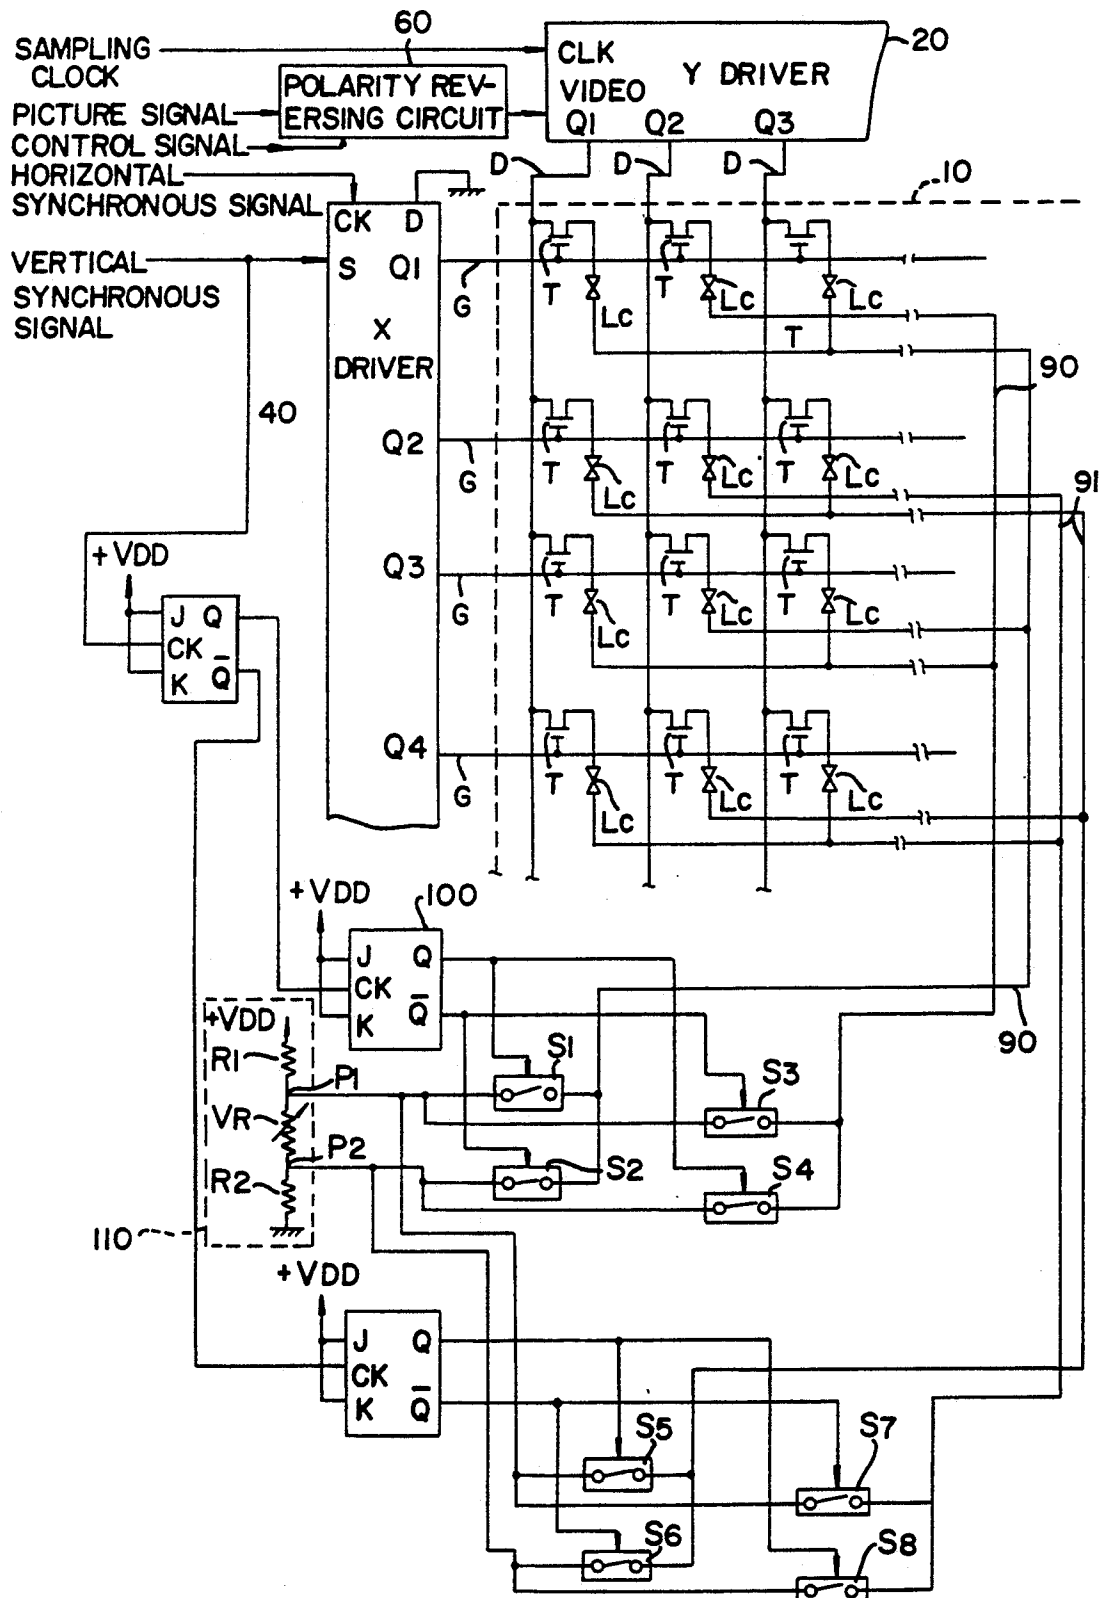 60
20
SAMPLING
CLOCK
CLK
Y DRIVER
VIDEO
POLARITY REV-
ERSING CIRCUIT
PICTURE SIGNAL
CONTROL SIGNAL
Q1 Q2 Q3
HORIZONTAL
SYNCHRONOUS SIGNAL
D D D
10
CK D
VERTICAL
SYNCHRONOUS
SIGNAL
S Q1
G
T T
LC LC LC
T
X
DRIVER
90
40
Q2
G
T T T
LC LC LC
91
+VDD
Q3
G
T T T
LC LC LC
J Q
CK
K Q̅
Q4
G
T T T
LC LC LC
+VDD
100
J Q
CK
K Q̅
90
+VDD
R1
P1
S1
S3
VR
P2
S2
S4
R2
110
+VDD
J Q
CK
K Q̅
S5
S7
S6
S8